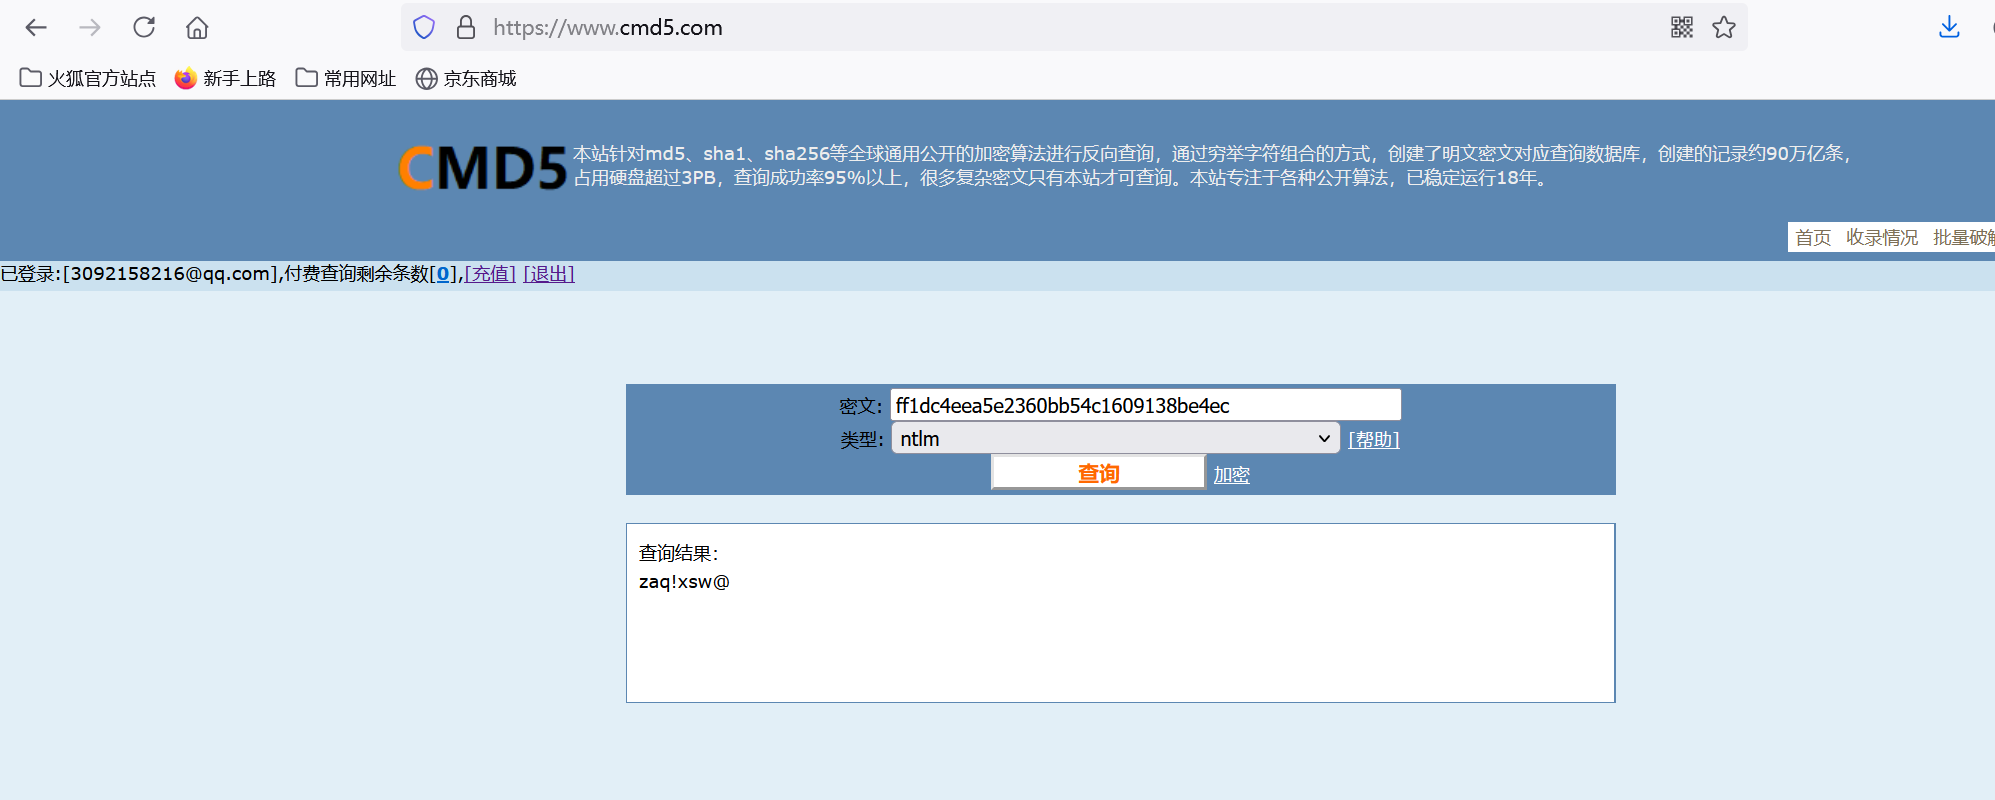 https://www.cmd5.com
火狐官方站点 新手上路 常用网址 京东商城
CMD5
本站针对md5、sha1、sha256等全球通用公开的加密算法进行反向查询，通过穷举字符组合的方式，创建了明文密文对应查询数据库，创建的记录约90万亿条，
占用硬盘超过3PB，查询成功率95%以上，很多复杂密文只有本站才可查询。本站专注于各种公开算法，已稳定运行18年。
首页 收录情况 批量破解
已登录:[3092158216@qq.com],付费查询剩余条数[0],[充值] [退出]
密文: ff1dc4eea5e2360bb54c1609138be4ec
类型: ntlm [帮助]
查询 加密
查询结果:
zaq!xsw@